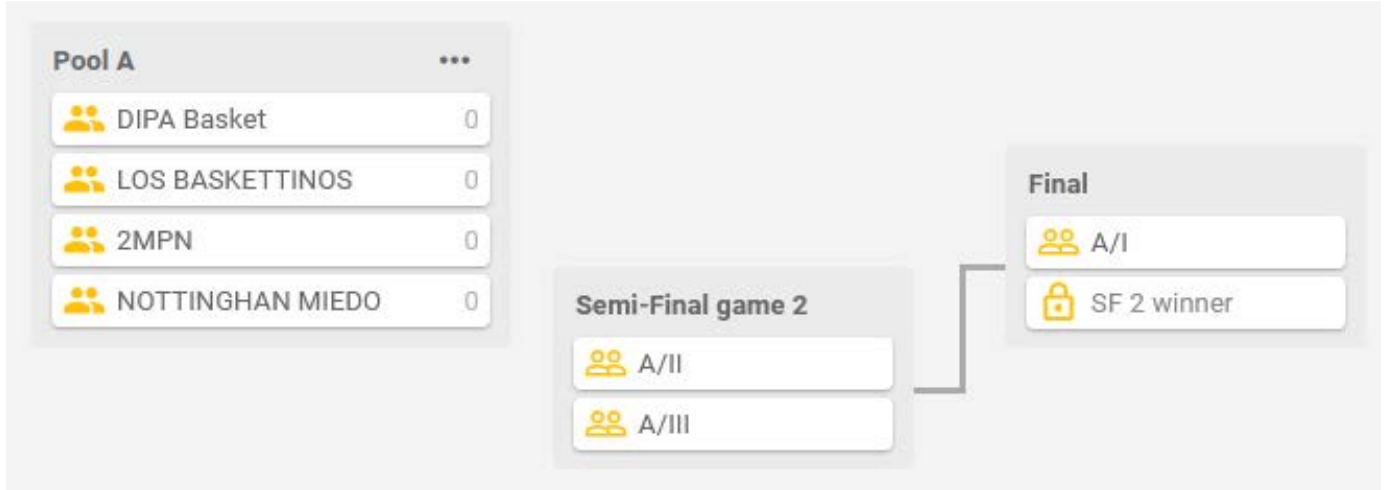 Pool A
DIPA Basket 0
LOS BASKETTINOS 0
2MPN 0
NOTTINGHAN MIEDO 0
Semi-Final game 2
A/II
A/III
Final
A/I
SF 2 winner